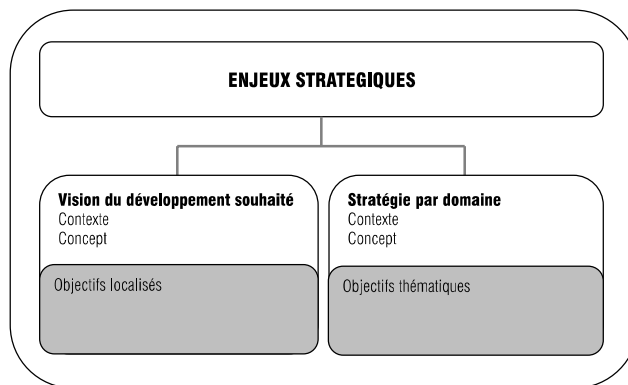 ENJEUX STRATEGIQUES
Vision du développement souhaité
Contexte
Concept
Objectifs localisés
Stratégie par domaine
Contexte
Concept
Objectifs thématiques